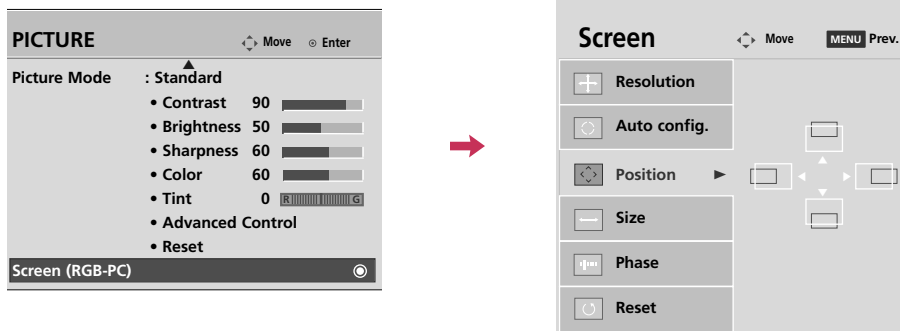 PICTURE Move Enter
Picture Mode : Standard
• Contrast 90
• Brightness 50
• Sharpness 60
• Color 60
• Tint 0 R G
• Advanced Control
• Reset
Screen (RGB-PC)
Screen Move MENU Prev.
Resolution
Auto config.
Position
Size
Phase
Reset